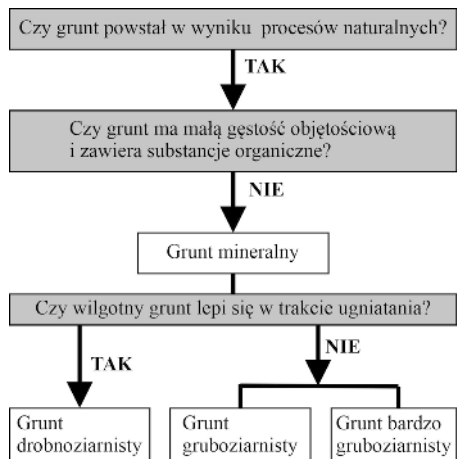 Czy grunt powstał w wyniku procesów naturalnych?
TAK
Czy grunt ma małą gęstość objętościową
i zawiera substancje organiczne?
NIE
Grunt mineralny
Czy wilgotny grunt lepi się w trakcie ugniatania?
TAK
NIE
Grunt
drobnoziarnisty
Grunt
gruboziarnisty
Grunt bardzo
gruboziarnisty